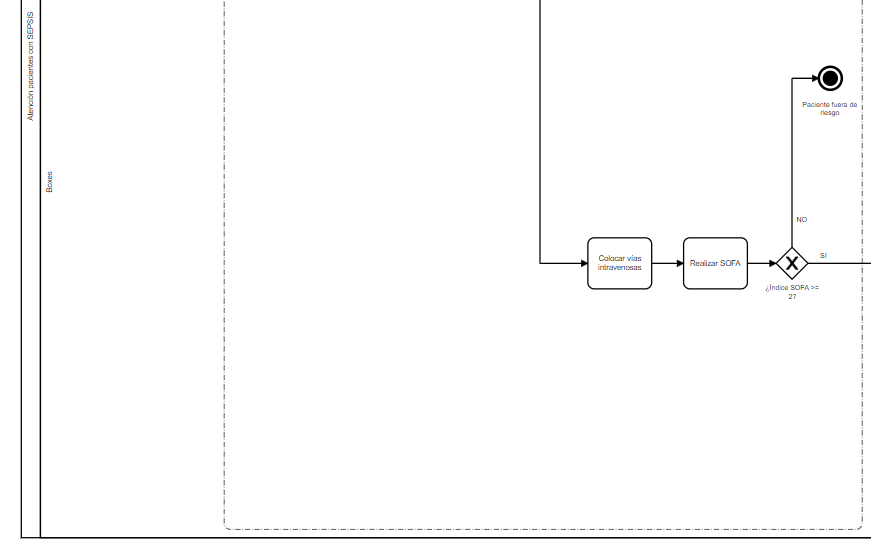 Atención pacientes con SEPSIS
Boxes
Paciente fuera de
riesgo
NO
SI
Colocar vías
intravenosas
Realizar SOFA
¿Índice SOFA >=
2?